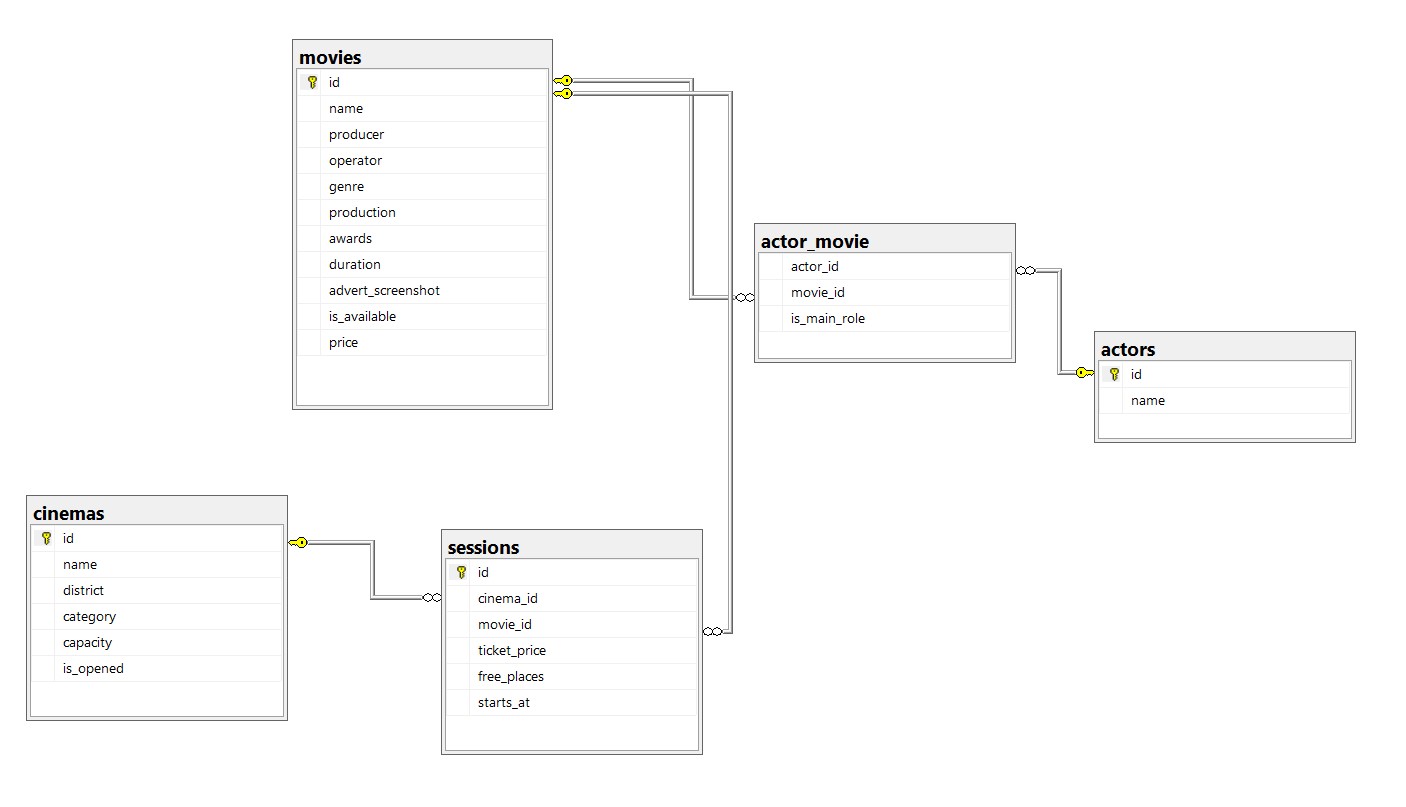 movies
id
name
producer
operator
genre
production
awards
duration
advert_screenshot
is_available
price
actor_movie
actor_id
movie_id
is_main_role
actors
id
name
cinemas
id
name
district
category
capacity
is_opened
sessions
id
cinema_id
movie_id
ticket_price
free_places
starts_at